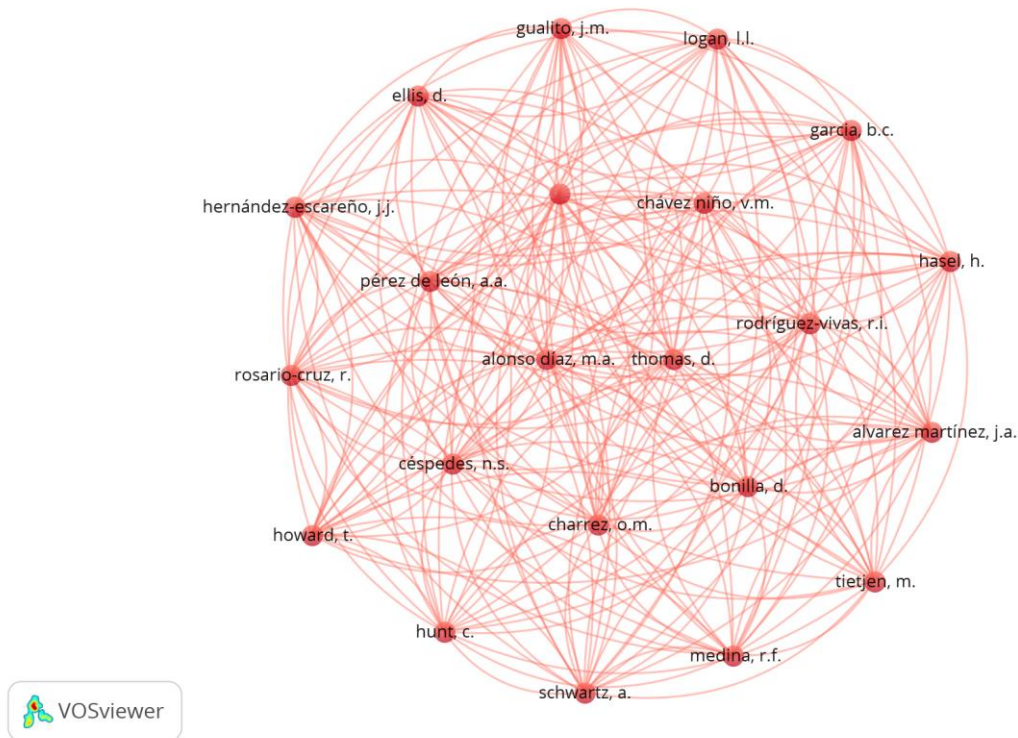 gualito, j.m.
logan, l.l.
ellis, d.
garcia, b.c.
hernández-escareño, j.j.
chávez niño, v.m.
hasel, h.
pérez de león, a.a.
rodríguez-vivas, r.i.
alonso díaz, m.a.
thomas, d.
rosario-cruz, r.
alvarez martínez, j.a.
céspedes, n.s.
bonilla, d.
charrez, o.m.
howard, t.
tietjen, m.
hunt, c.
medina, r.f.
schwartz, a.
VOSviewer